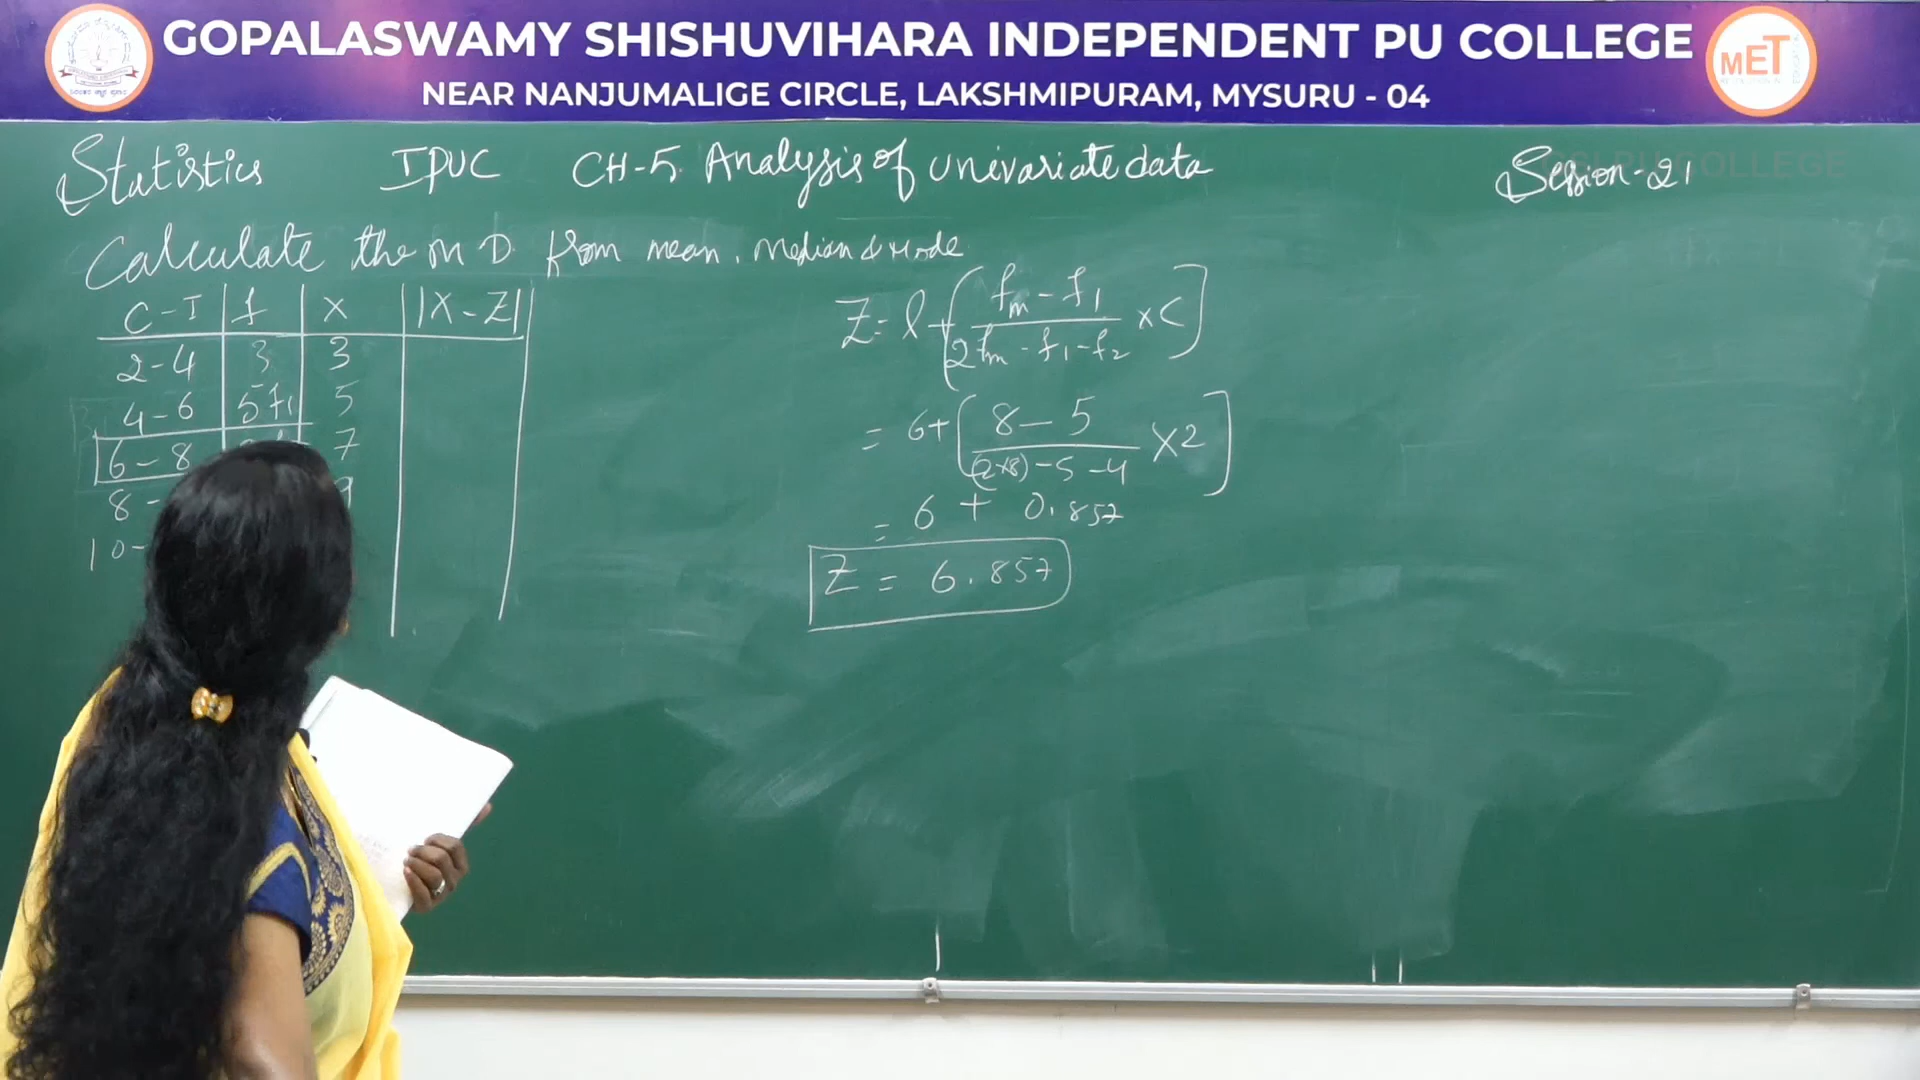 GOPALASWAMY SHISHUVIHARA INDEPENDENT PU COLLEGE
NEAR NANJUMALIGE CIRCLE, LAKSHMIPURAM, MYSURU - 04
MET
Statistics IPUC CH-5. Analysis of univariate data Session-21
Calculate the M D from mean, Median & Mode
C-I f X |X-Z|
2-4 3 3
4-6 5 f1 5
6-8 7
8- 9
10-
Z = l + [ (fm - f1) / (2fm - f1 - f2) × C ]
= 6 + [ (8 - 5) / ((2×8) - 5 - 4) × 2 ]
= 6 + 0.857
Z = 6.857